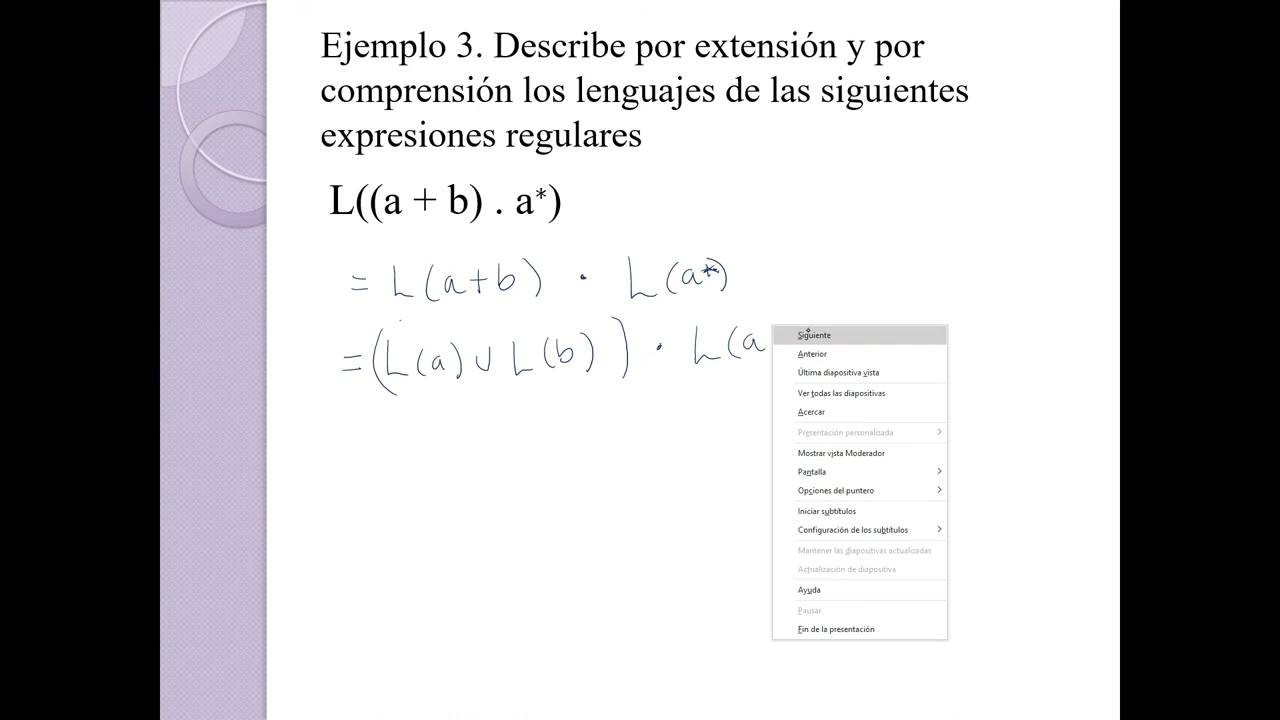 Ejemplo 3. Describe por extensión y por
comprensión los lenguajes de las siguientes
expresiones regulares
L((a + b) . a*)
= L(a+b) · L(a*)
= (L(a) ∪ L(b)) · L(a
Siguiente
Anterior
Última diapositiva vista
Ver todas las diapositivas
Acercar
Presentación personalizada
Mostrar vista Moderador
Pantalla
Opciones del puntero
Iniciar subtítulos
Configuración de los subtítulos
Mantener las diapositivas actualizadas
Actualización de diapositiva
Ayuda
Pausar
Fin de la presentación